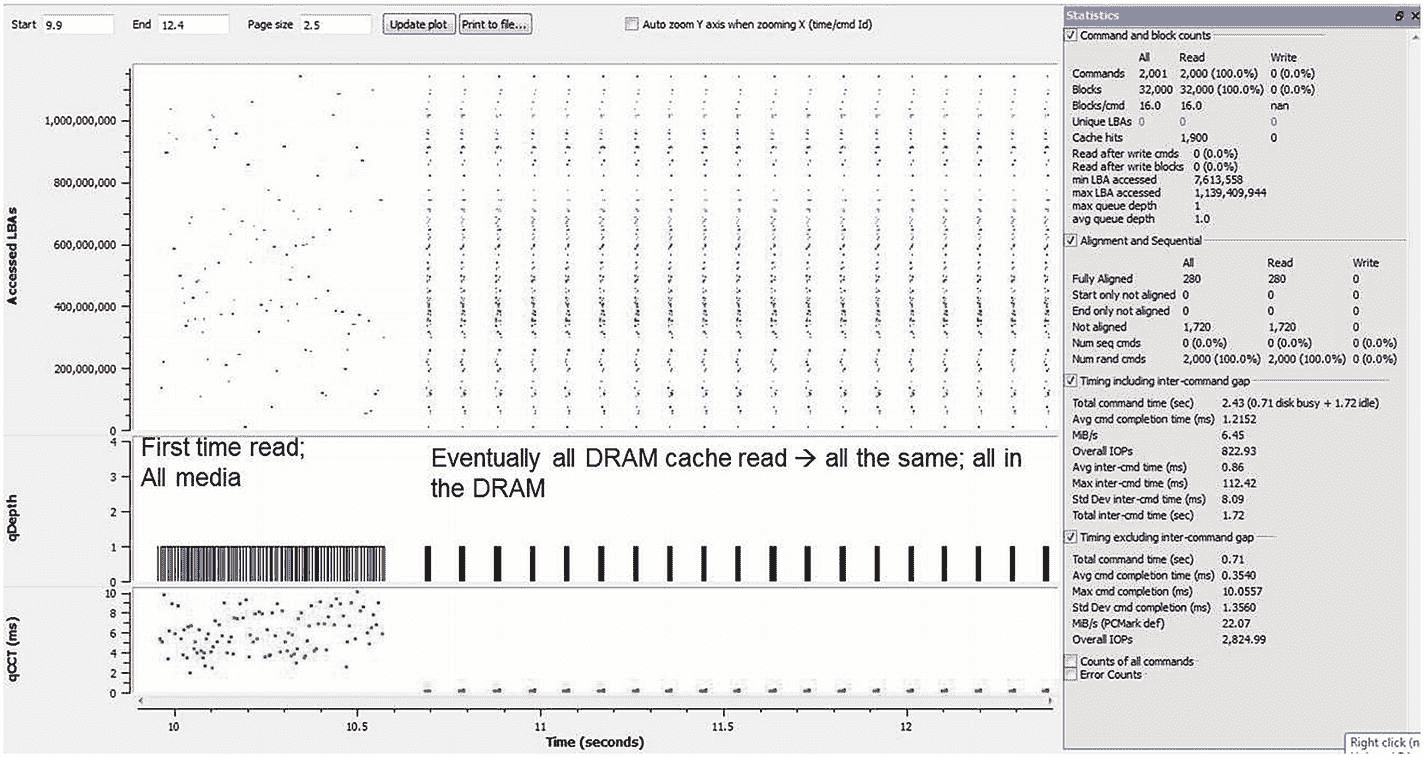 Start 9.9 End 12.4 Page size 2.5 Update plot Print to file... Auto zoom Y axis when zooming X (time/cmd Id)
Accessed LBAs
1,000,000,000
800,000,000
600,000,000
400,000,000
200,000,000
0
qDepth
4
3
2
1
0
First time read;
All media
Eventually all DRAM cache read → all the same; all in
the DRAM
qCCT (ms)
10
8
6
4
2
0
10 10.5 11 11.5 12
Time (seconds)
Statistics
Command and block counts
All Read Write
Commands 2,001 2,000 (100.0%) 0 (0.0%)
Blocks 32,000 32,000 (100.0%) 0 (0.0%)
Blocks/cmd 16.0 16.0 nan
Unique LBAs 0 0 0
Cache hits 1,900 0
Read after write cmds 0 (0.0%)
Read after write blocks 0 (0.0%)
min LBA accessed 7,613,558
max LBA accessed 1,139,409,944
max queue depth 1
avg queue depth 1.0
Alignment and Sequential
All Read Write
Fully Aligned 280 280 0
Start only not aligned 0 0 0
End only not aligned 0 0 0
Not aligned 1,720 1,720 0
Num seq cmds 0 (0.0%) 0 (0.0%) 0 (0.0%)
Num rand cmds 2,000 (100.0%) 2,000 (100.0%) 0 (0.0%)
Timing including inter-command gap
Total command time (sec) 2.43 (0.71 disk busy + 1.72 idle)
Avg cmd completion time (ms) 1.2152
MiB/s 6.45
Overall IOPs 822.93
Avg inter-cmd time (ms) 0.86
Max inter-cmd time (ms) 112.42
Std Dev inter-cmd time (ms) 8.09
Total inter-cmd time (sec) 1.72
Timing excluding inter-command gap
Total command time (sec) 0.71
Avg cmd completion time (ms) 0.3540
Max cmd completion (ms) 10.0557
Std Dev cmd completion (ms) 1.3560
MiB/s (PCMark def) 22.07
Overall IOPs 2,824.99
Counts of all commands
Error Counts
Right click (n